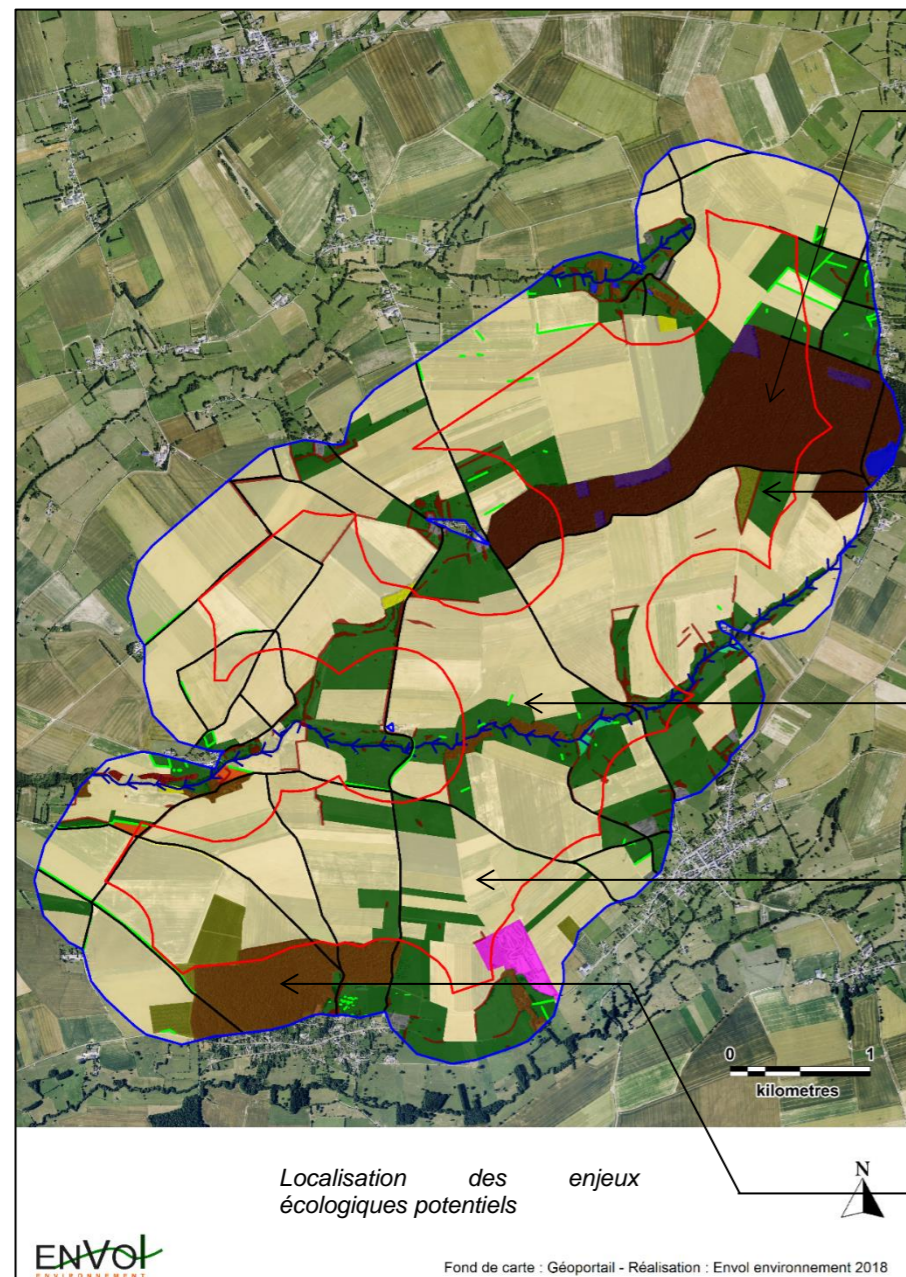 0 1
kilometres
Localisation des enjeux
écologiques potentiels
N
ENVOl
ENVIRONNEMENT
Fond de carte : Géoportail - Réalisation : Envol environnement 2018